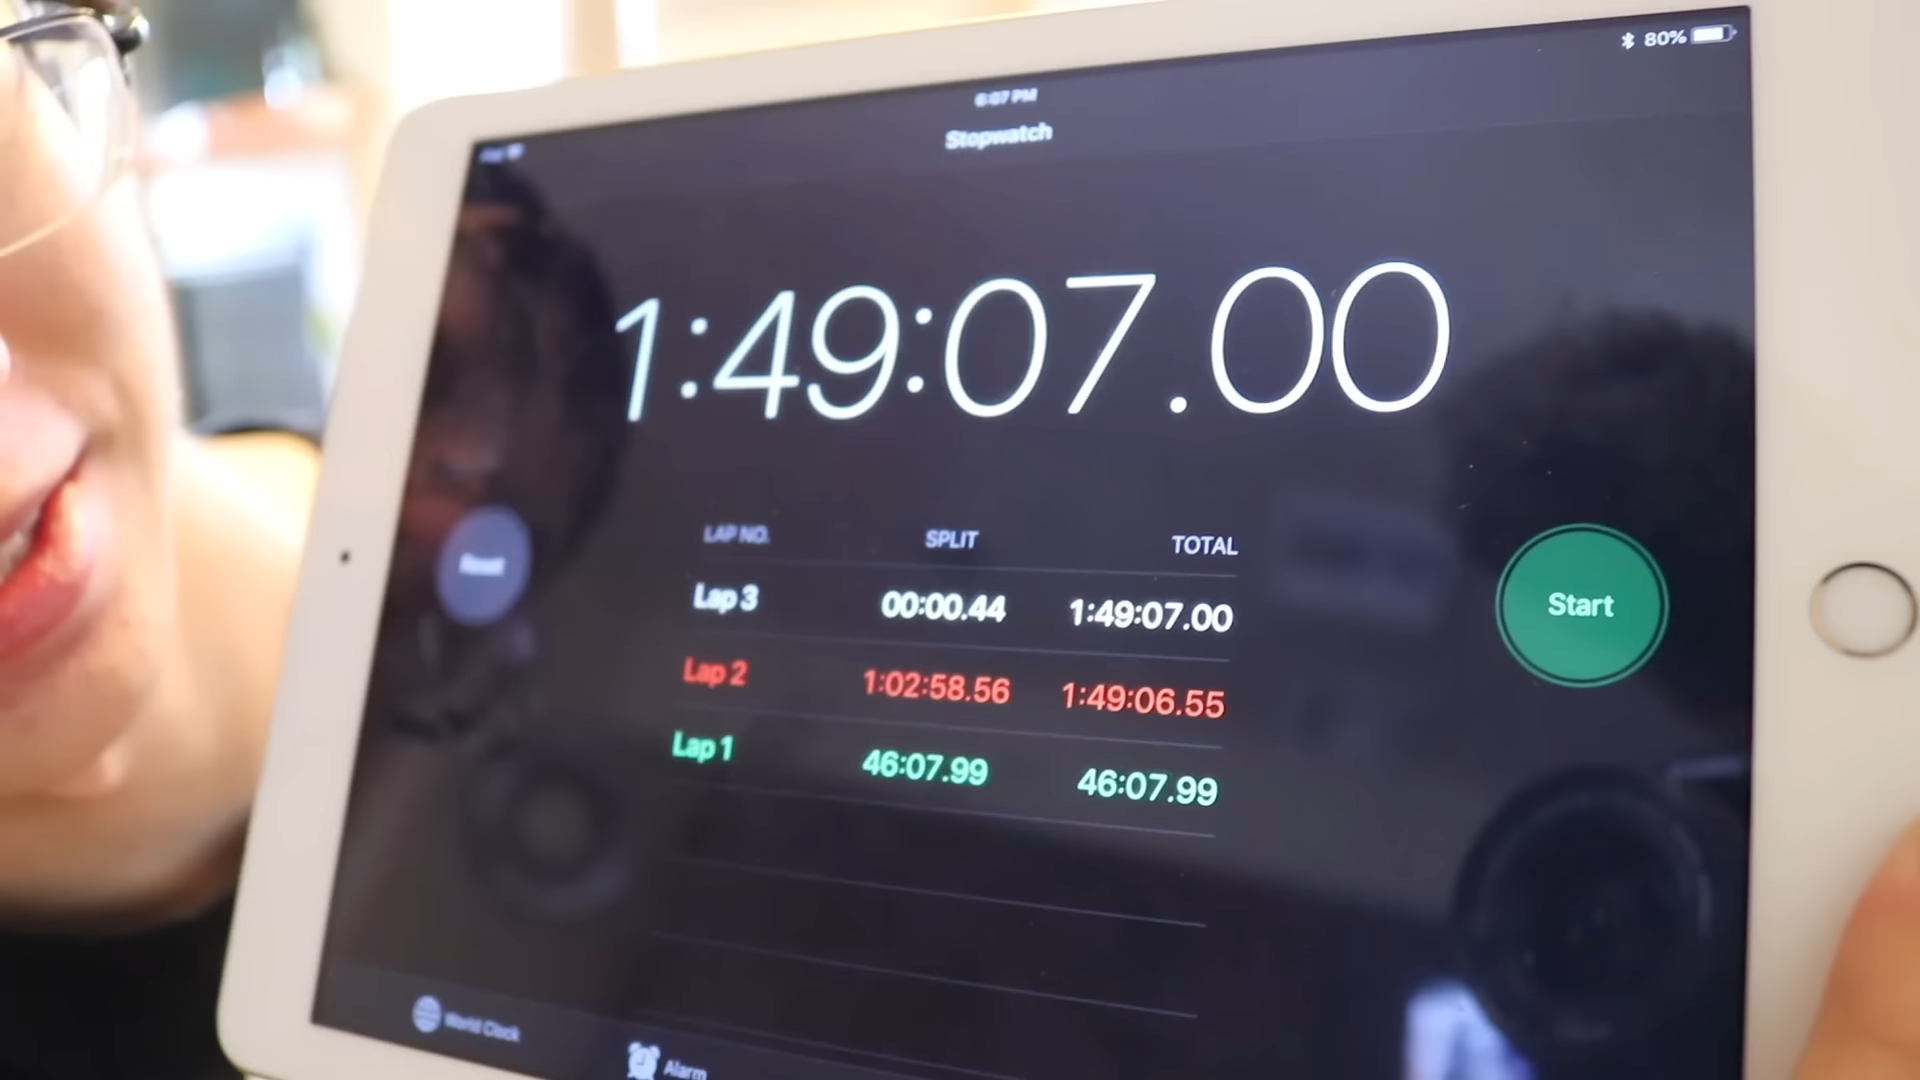 80%
6:07 PM
Stopwatch
1:49:07.00
LAP NO. SPLIT TOTAL
Lap 3 00:00.44 1:49:07.00
Lap 2 1:02:58.56 1:49:06.55
Lap 1 46:07.99 46:07.99
Reset
Start
World Clock
Alarm